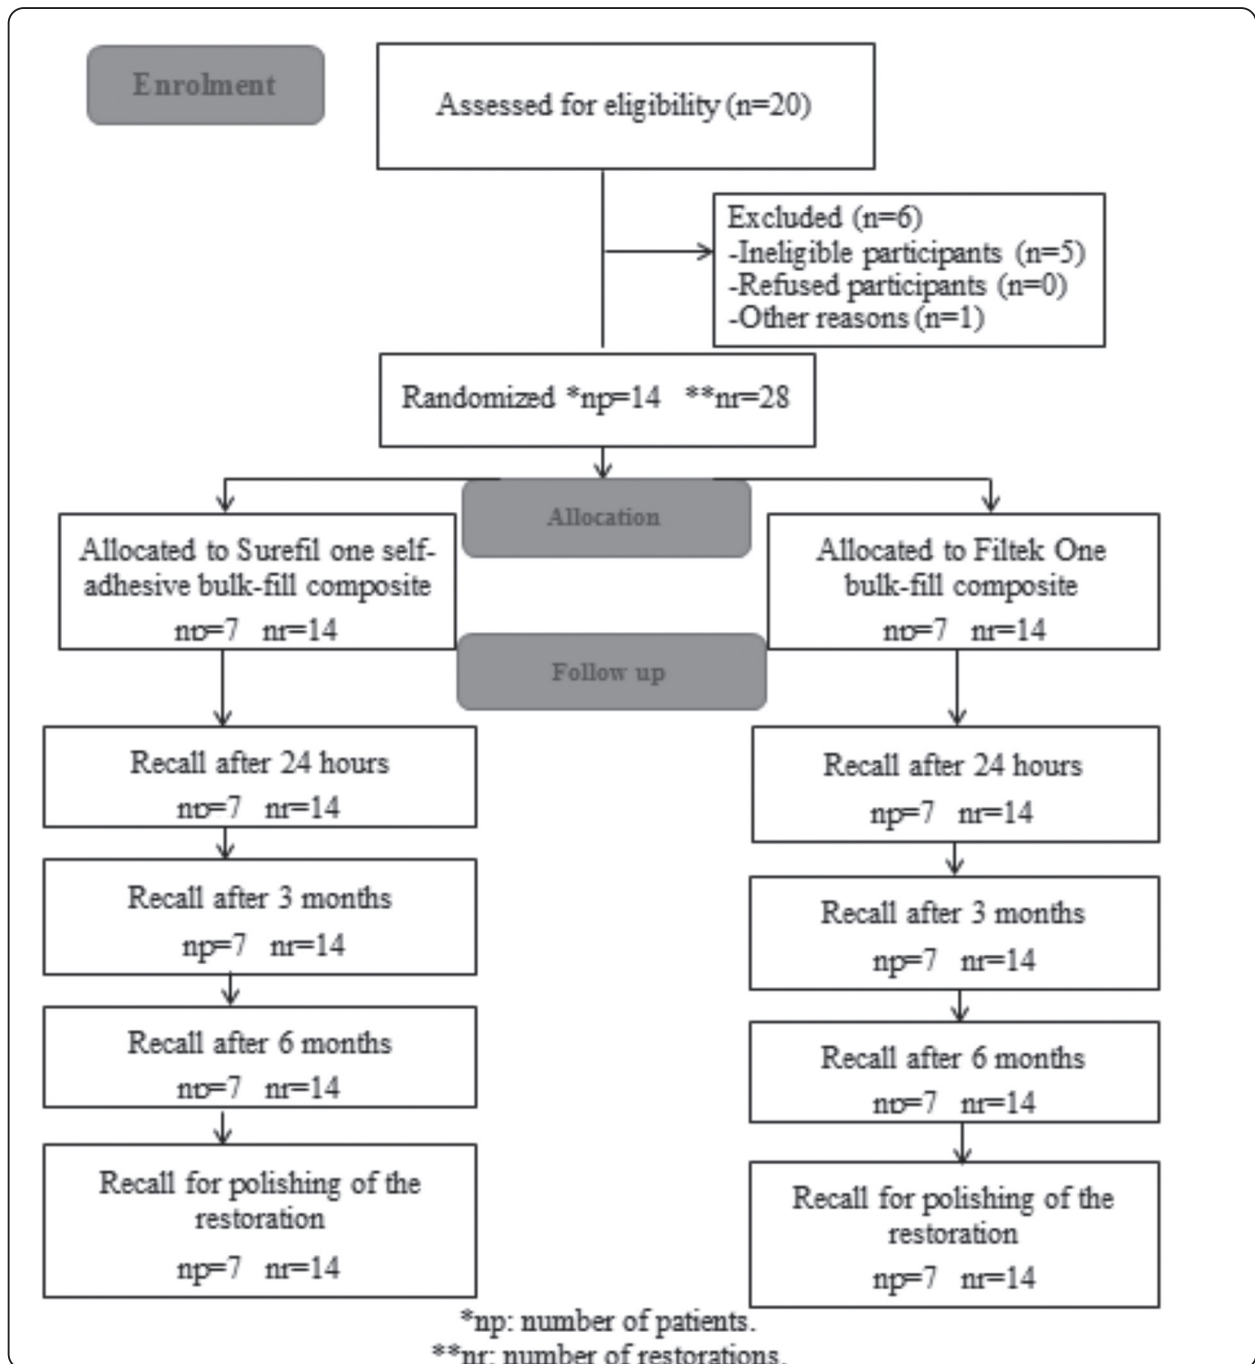 Enrolment
Assessed for eligibility (n=20)
Excluded (n=6)
-Ineligible participants (n=5)
-Refused participants (n=0)
-Other reasons (n=1)
Randomized *np=14 **nr=28
Allocation
Allocated to Surefil one self-
adhesive bulk-fill composite
np=7 nr=14
Allocated to Filtek One
bulk-fill composite
np=7 nr=14
Follow up
Recall after 24 hours
np=7 nr=14
Recall after 24 hours
np=7 nr=14
Recall after 3 months
np=7 nr=14
Recall after 3 months
np=7 nr=14
Recall after 6 months
np=7 nr=14
Recall after 6 months
np=7 nr=14
Recall for polishing of the
restoration
np=7 nr=14
Recall for polishing of the
restoration
np=7 nr=14
*np: number of patients.
**nr: number of restorations.